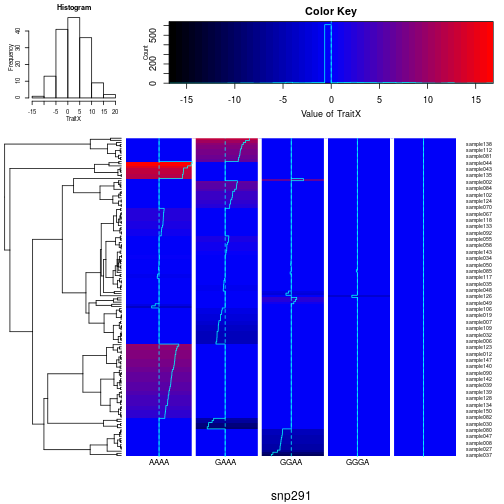 Histogram
Frequency
0
10
20
30
40
-15
-5
0
5
10
15
20
TraitX
Color Key
Count
0
200
500
-15
-10
-5
0
5
10
15
Value of TraitX
sample138
sample112
sample081
sample044
sample043
sample135
sample002
sample084
sample102
sample124
sample070
sample067
sample118
sample133
sample092
sample055
sample058
sample143
sample034
sample050
sample085
sample117
sample035
sample048
sample126
sample049
sample106
sample019
sample007
sample109
sample032
sample006
sample123
sample012
sample147
sample140
sample090
sample142
sample039
sample139
sample128
sample134
sample150
sample082
sample030
sample080
sample047
sample008
sample027
sample037
AAAA
GAAA
GGAA
GGGA
snp291